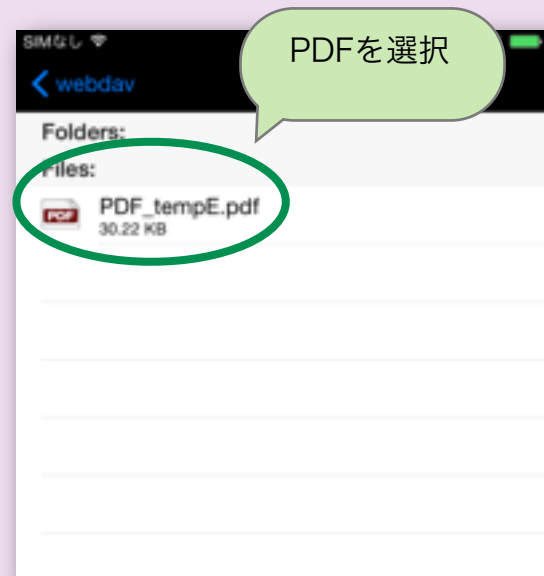 SIMなし
PDFを選択
webdav
Folders:
Files:
PDF
PDF_tempE.pdf
30.22 KB